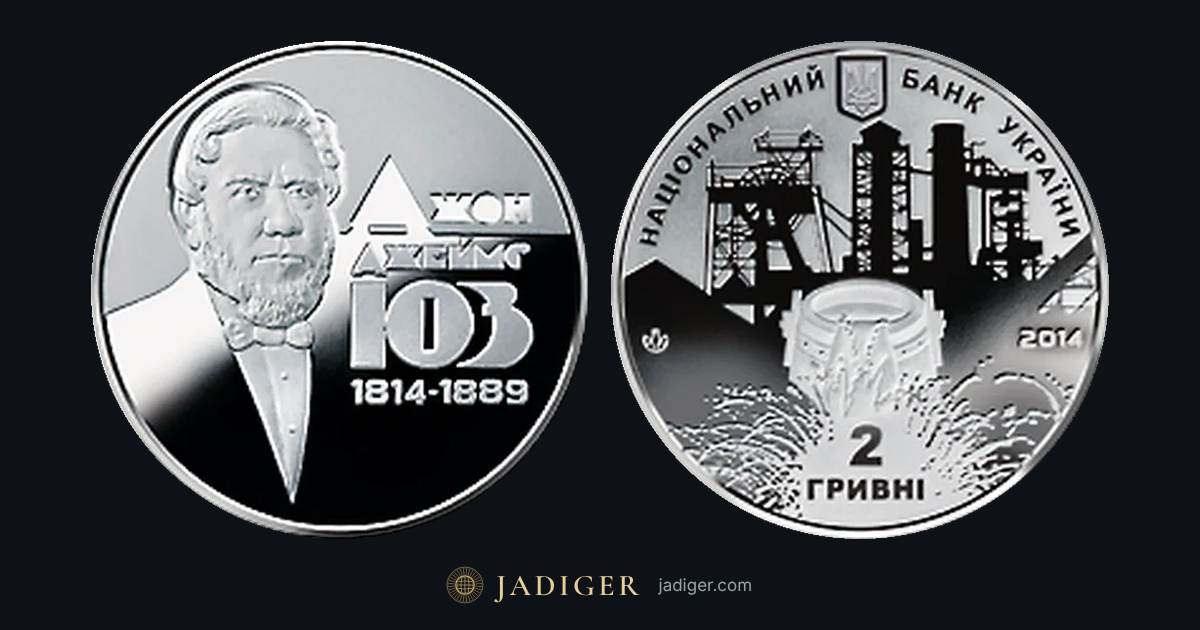 ДЖОН
ДЖЕЙМС
ЮЗ
1814-1889
НАЦІОНАЛЬНИЙ БАНК УКРАЇНИ
2014
2
ГРИВНІ
JADIGER jadiger.com